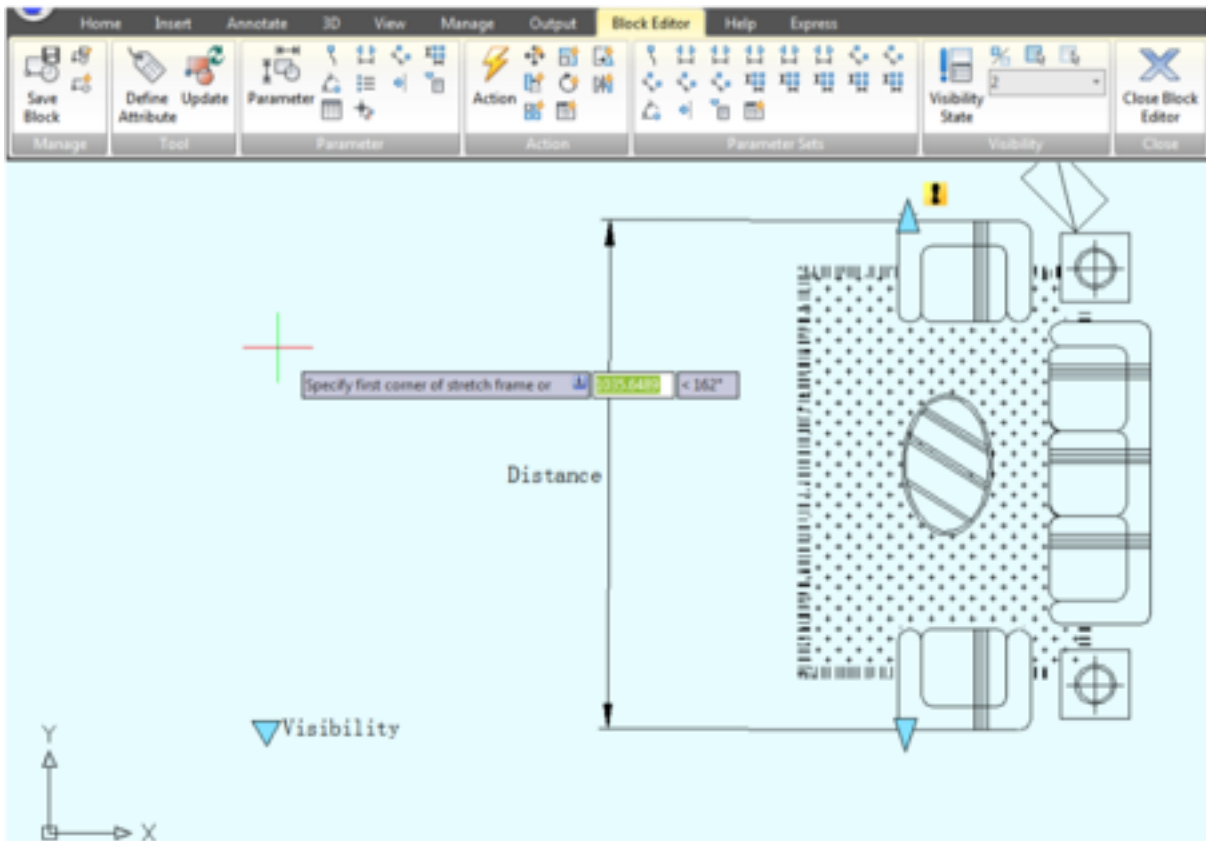 Home Insert Annotate 3D View Manage Output Block Editor Help Express
Save Block
Define Attribute
Update
Parameter
Action
2
Visibility State
Close Block Editor
Manage Tool Parameter Action Parameter Sets Visibility Close
Specify first corner of stretch frame or 1035.6489 < 162°
Distance
Visibility
Y
X